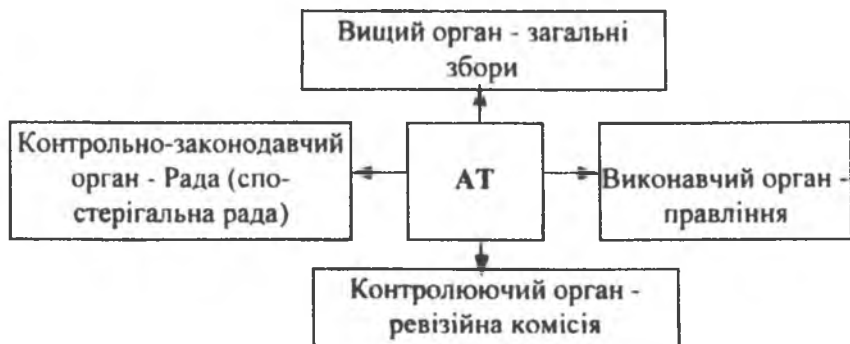 Вищий орган - загальні
збори
Контрольно-законодавчий
орган - Рада (спо-
стерігальна рада)
АТ
Виконавчий орган -
правління
Контролюючий орган -
ревізійна комісія